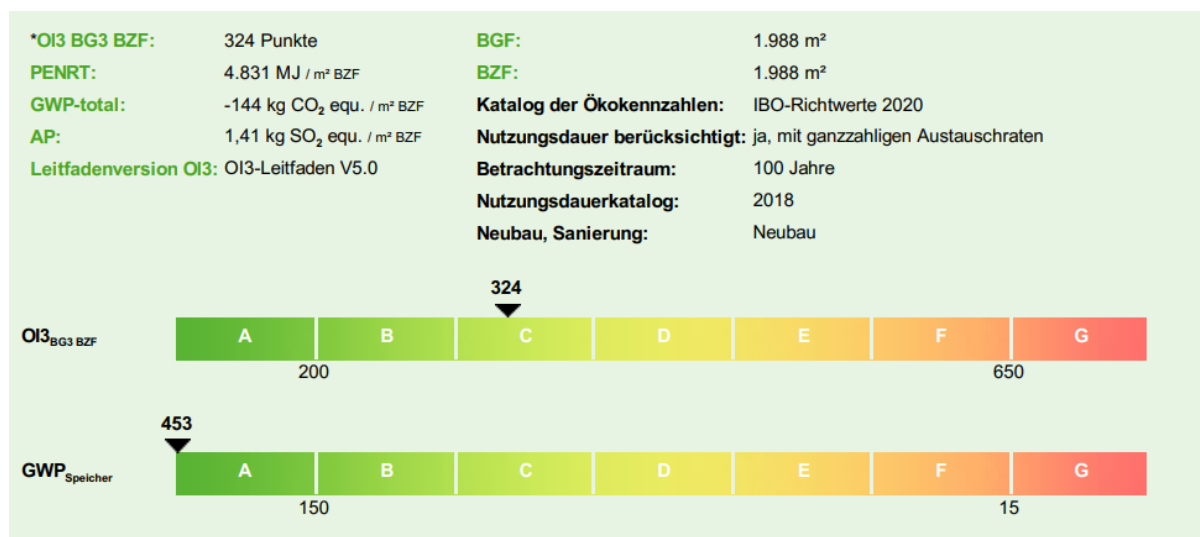 *OI3 BG3 BZF: 324 Punkte BGF: 1.988 m²
PENRT: 4.831 MJ / m² BZF BZF: 1.988 m²
GWP-total: -144 kg CO₂ equ. / m² BZF Katalog der Ökokennzahlen: IBO-Richtwerte 2020
AP: 1,41 kg SO₂ equ. / m² BZF Nutzungsdauer berücksichtigt: ja, mit ganzzahligen Austauschraten
Leitfadenversion OI3: OI3-Leitfaden V5.0 Betrachtungszeitraum: 100 Jahre
Nutzungsdauerkatalog: 2018
Neubau, Sanierung: Neubau
324
OI3BG3 BZF A B C D E F G
200 650
453
GWPSpeicher A B C D E F G
150 15